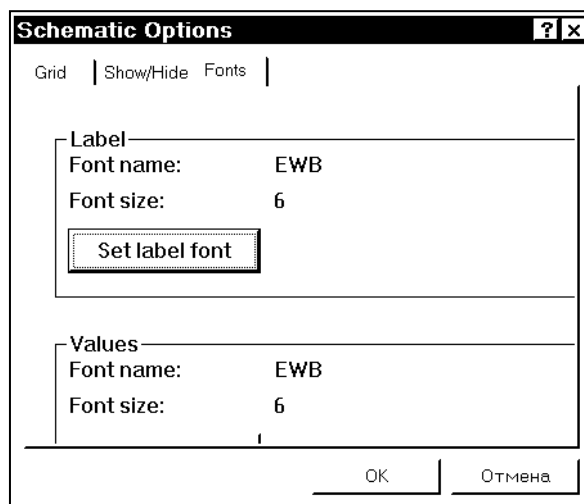 Schematic Options ? ×
Grid Show/Hide Fonts
Label
Font name: EWB
Font size: 6
Set label font
Values
Font name: EWB
Font size: 6
OK Отмена